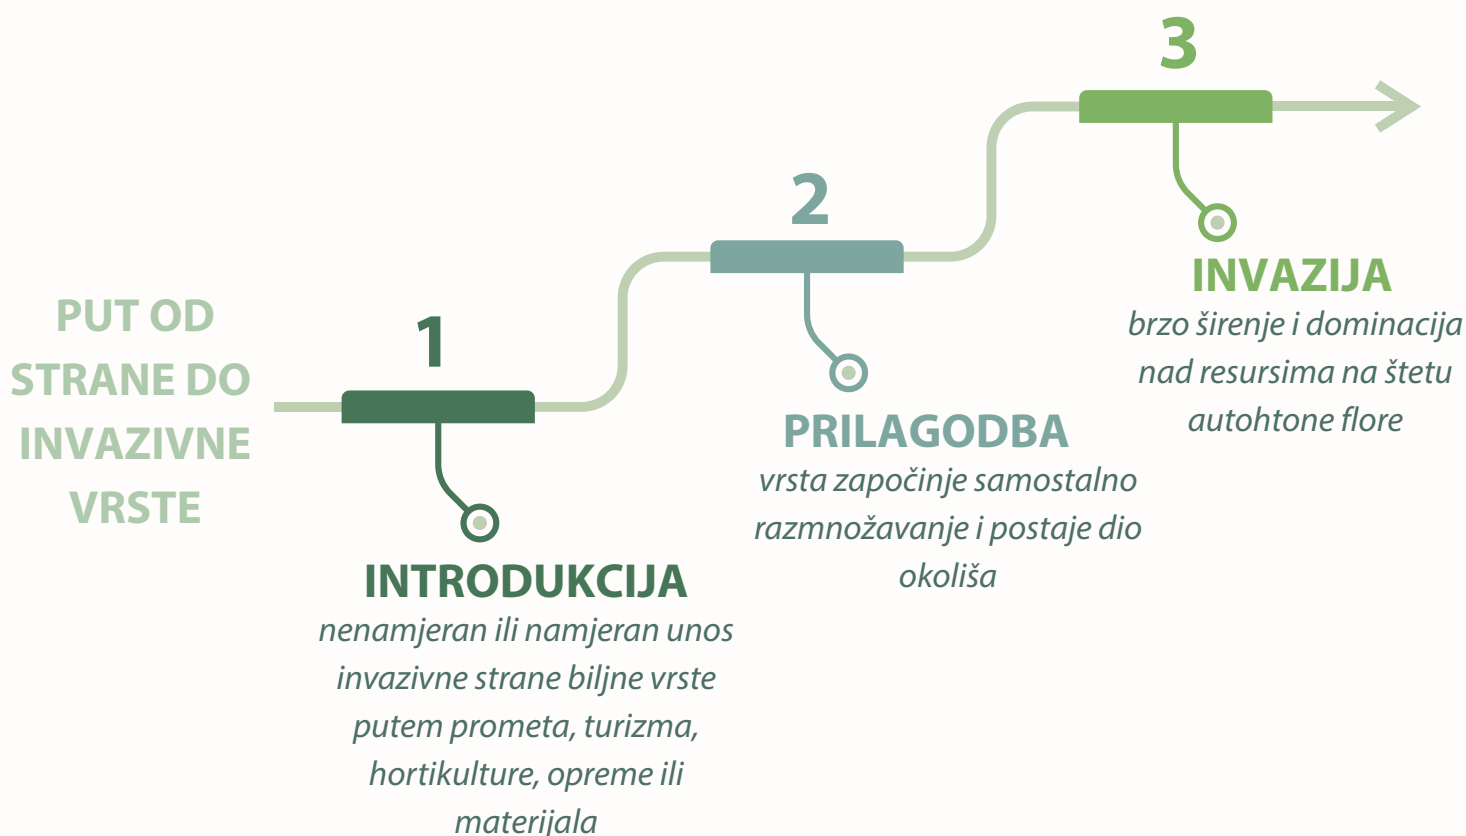 PUT OD
STRANE DO
INVAZIVNE
VRSTE
1
INTRODUKCIJA
nenamjeran ili namjeran unos
invazivne strane biljne vrste
putem prometa, turizma,
hortikulture, opreme ili
materijala
2
PRILAGODBA
vrsta započinje samostalno
razmnožavanje i postaje dio
okoliša
3
INVAZIJA
brzo širenje i dominacija
nad resursima na štetu
autohtone flore